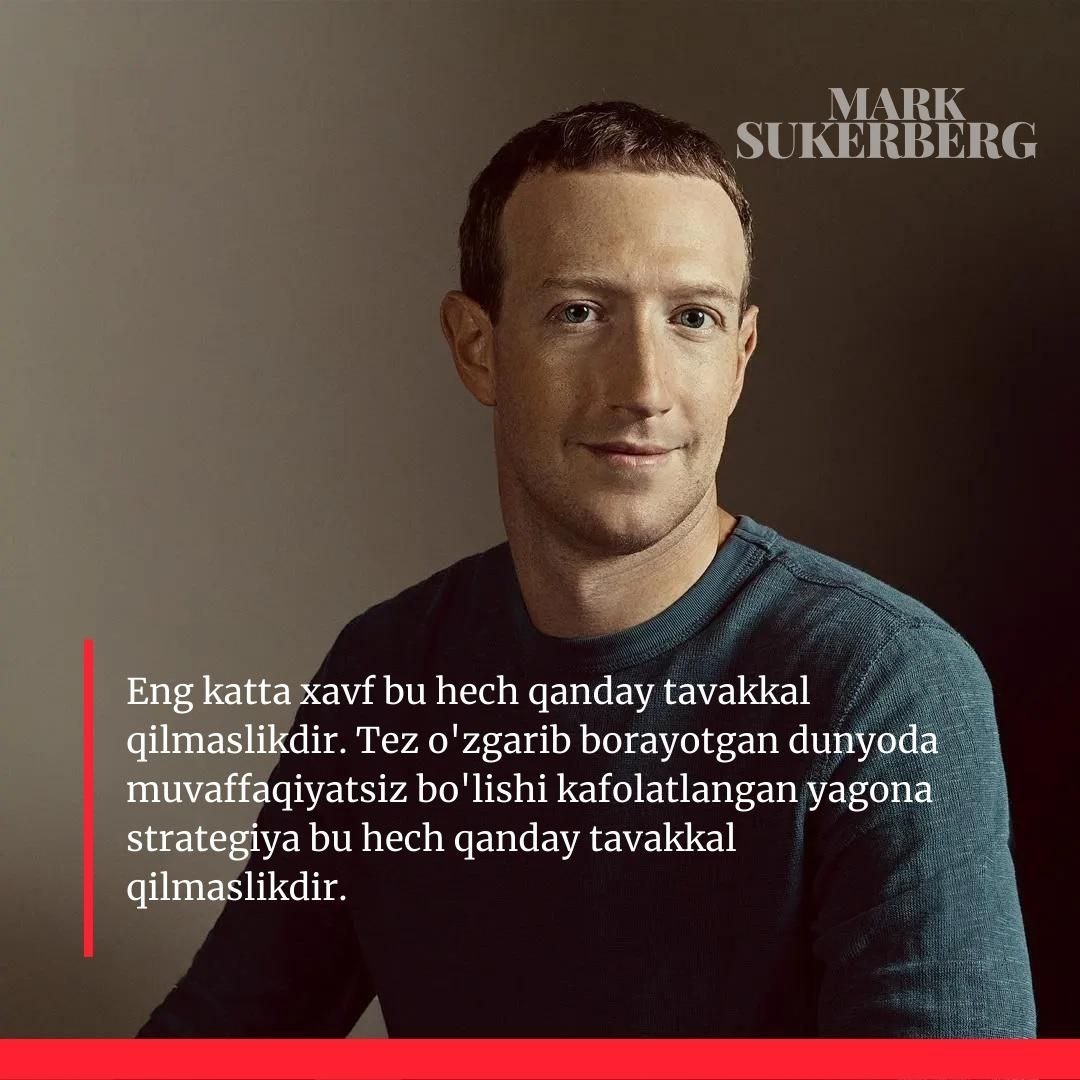 MARK
SUKERBERG
Eng katta xavf bu hech qanday tavakkal
qilmaslikdir. Tez o'zgarib borayotgan dunyoda
muvaffaqiyatsiz bo'lishi kafolatlangan yagona
strategiya bu hech qanday tavakkal
qilmaslikdir.